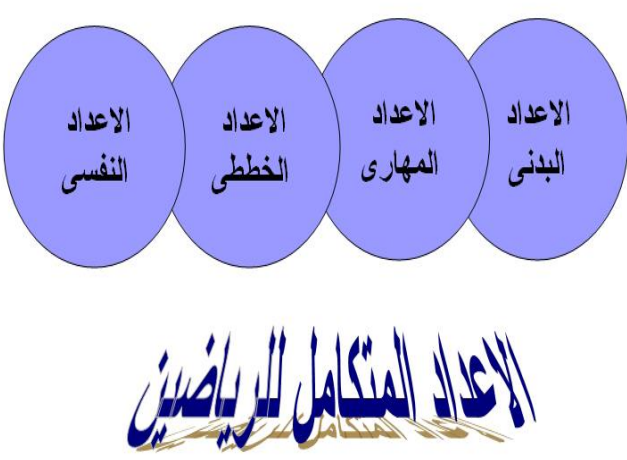 الاعداد
البدنى
الاعداد
المهارى
الاعداد
الخططى
الاعداد
النفسى
الاعداد المتكامل للرياضين